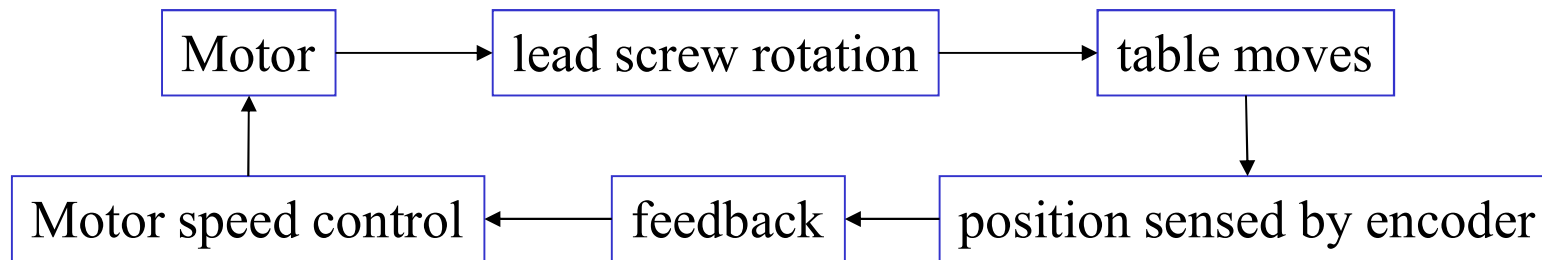 Motor
lead screw rotation
table moves
Motor speed control
feedback
position sensed by encoder